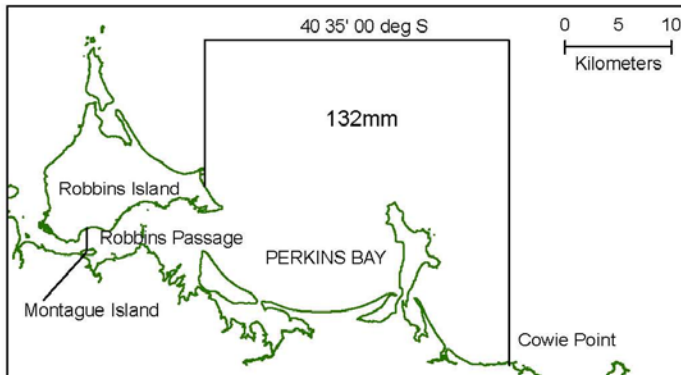 40 35' 00 deg S
0 5 10
Kilometers
132mm
Robbins Island
Robbins Passage
PERKINS BAY
Montague Island
Cowie Point